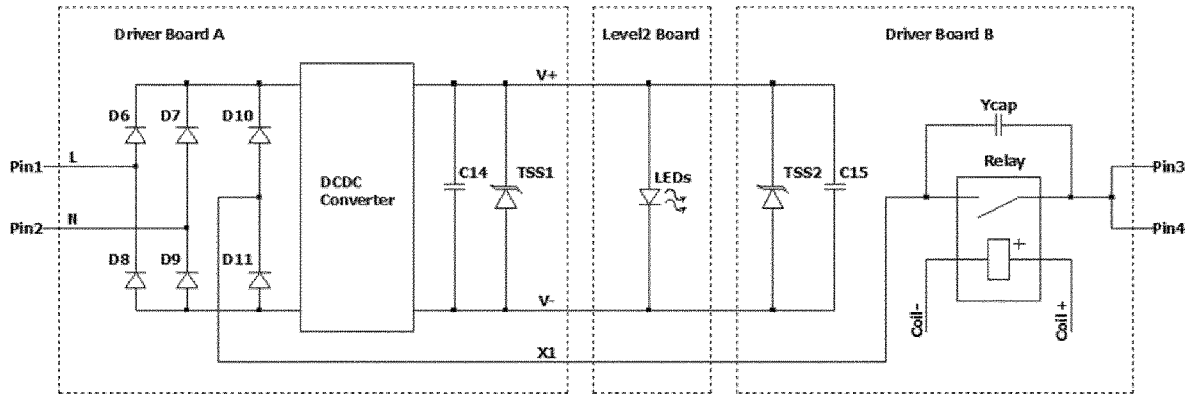 Driver Board A
Level2 Board
Driver Board B
V+
D6
D7
D10
Ycap
Pin1
L
Relay
Pin3
DCDC
Converter
C14
TSS1
LEDs
TSS2
C15
Pin2
N
Pin4
D8
D9
D11
+
V-
Coil-
Coil +
X1